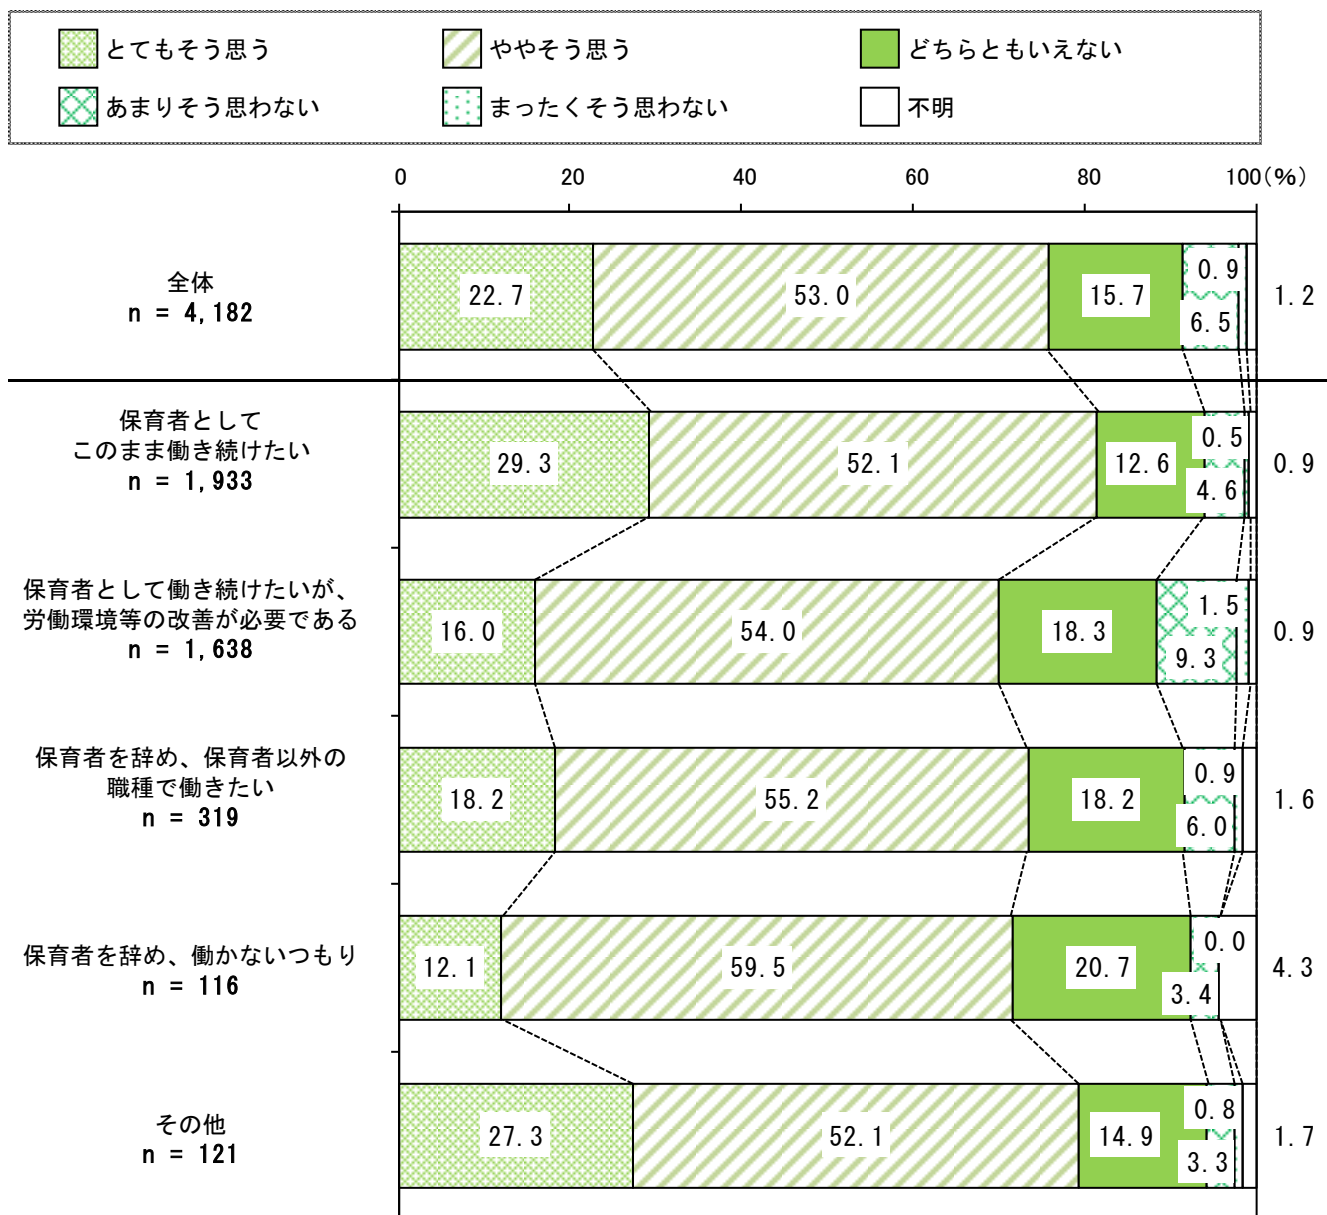 とてもそう思う ややそう思う どちらともいえない
あまりそう思わない まったくそう思わない 不明
0 20 40 60 80 100(%)
全体
n = 4,182
22.7 53.0 15.7 6.5 0.9 1.2
保育者として
このまま働き続けたい
n = 1,933
29.3 52.1 12.6 4.6 0.5 0.9
保育者として働き続けたいが、
労働環境等の改善が必要である
n = 1,638
16.0 54.0 18.3 9.3 1.5 0.9
保育者を辞め、保育者以外の
職種で働きたい
n = 319
18.2 55.2 18.2 6.0 0.9 1.6
保育者を辞め、働かないつもり
n = 116
12.1 59.5 20.7 3.4 0.0 4.3
その他
n = 121
27.3 52.1 14.9 3.3 0.8 1.7